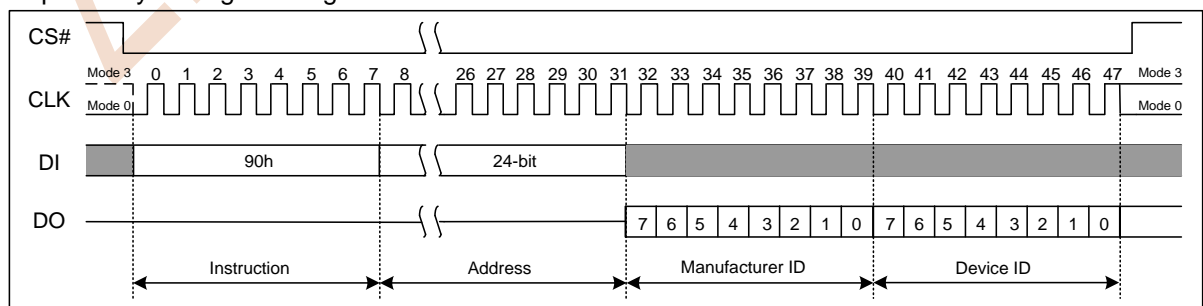 CS#
Mode 3 0 1 2 3 4 5 6 7 8 26 27 28 29 30 31 32 33 34 35 36 37 38 39 40 41 42 43 44 45 46 47 Mode 3
CLK
Mode 0 Mode 0
DI 90h 24-bit
DO 7 6 5 4 3 2 1 0 7 6 5 4 3 2 1 0
Instruction Address Manufacturer ID Device ID